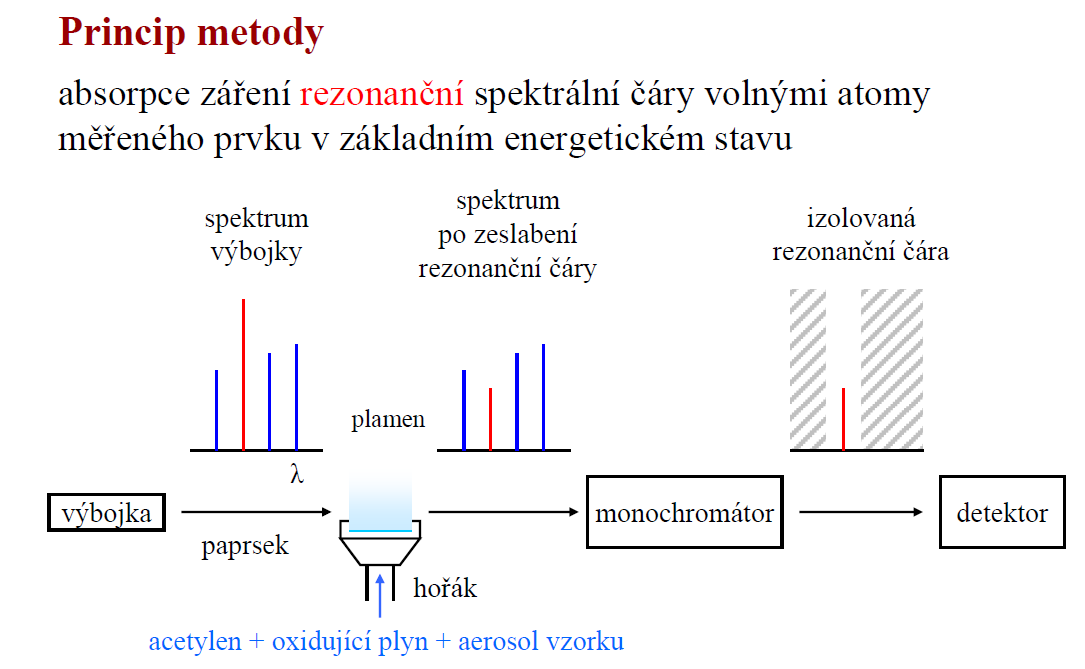 Princip metody
absorpce záření rezonanční spektrální čáry volnými atomy
měřeného prvku v základním energetickém stavu
spektrum
výbojky
spektrum
po zeslabení
rezonanční čáry
izolovaná
rezonanční čára
plamen
λ
výbojka
paprsek
monochromátor
detektor
hořák
acetylen + oxidující plyn + aerosol vzorku